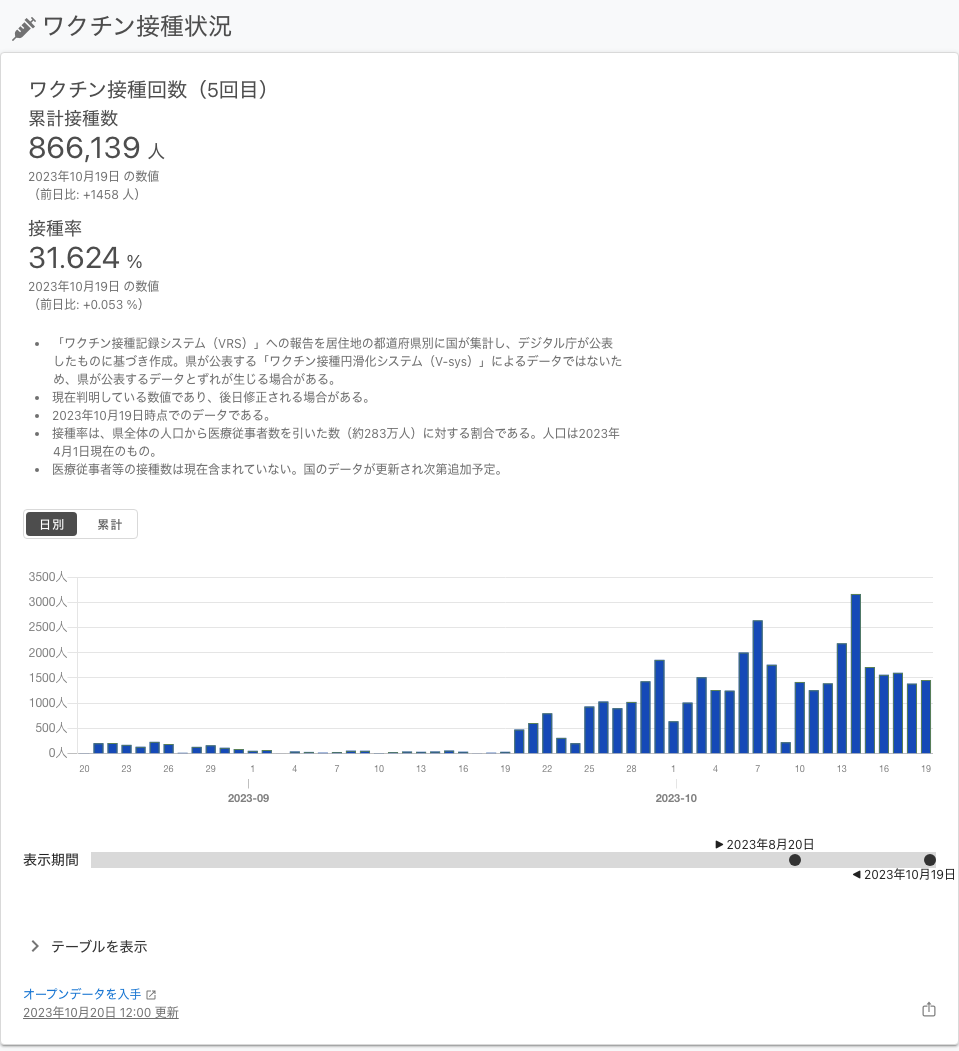 ワクチン接種状況
ワクチン接種回数（5回目）
累計接種数
866,139 人
2023年10月19日 の数値
（前日比: +1458 人）
接種率
31.624 %
2023年10月19日 の数値
（前日比: +0.053 %）
• 「ワクチン接種記録システム（VRS）」への報告を居住地の都道府県別に国が集計し、デジタル庁が公表
したものに基づき作成。県が公表する「ワクチン接種円滑化システム（V-sys）」によるデータではないた
め、県が公表するデータとずれが生じる場合がある。
• 現在判明している数値であり、後日修正される場合がある。
• 2023年10月19日時点でのデータである。
• 接種率は、県全体の人口から医療従事者数を引いた数（約283万人）に対する割合である。人口は2023年
4月1日現在のもの。
• 医療従事者等の接種数は現在含まれていない。国のデータが更新され次第追加予定。
日別 累計
3500人
3000人
2500人
2000人
1500人
1000人
500人
0人
20 23 26 29 1 4 7 10 13 16 19 22 25 28 1 4 7 10 13 16 19
2023-09 2023-10
▶ 2023年8月20日
表示期間
◀ 2023年10月19日
テーブルを表示
オープンデータを入手
2023年10月20日 12:00 更新